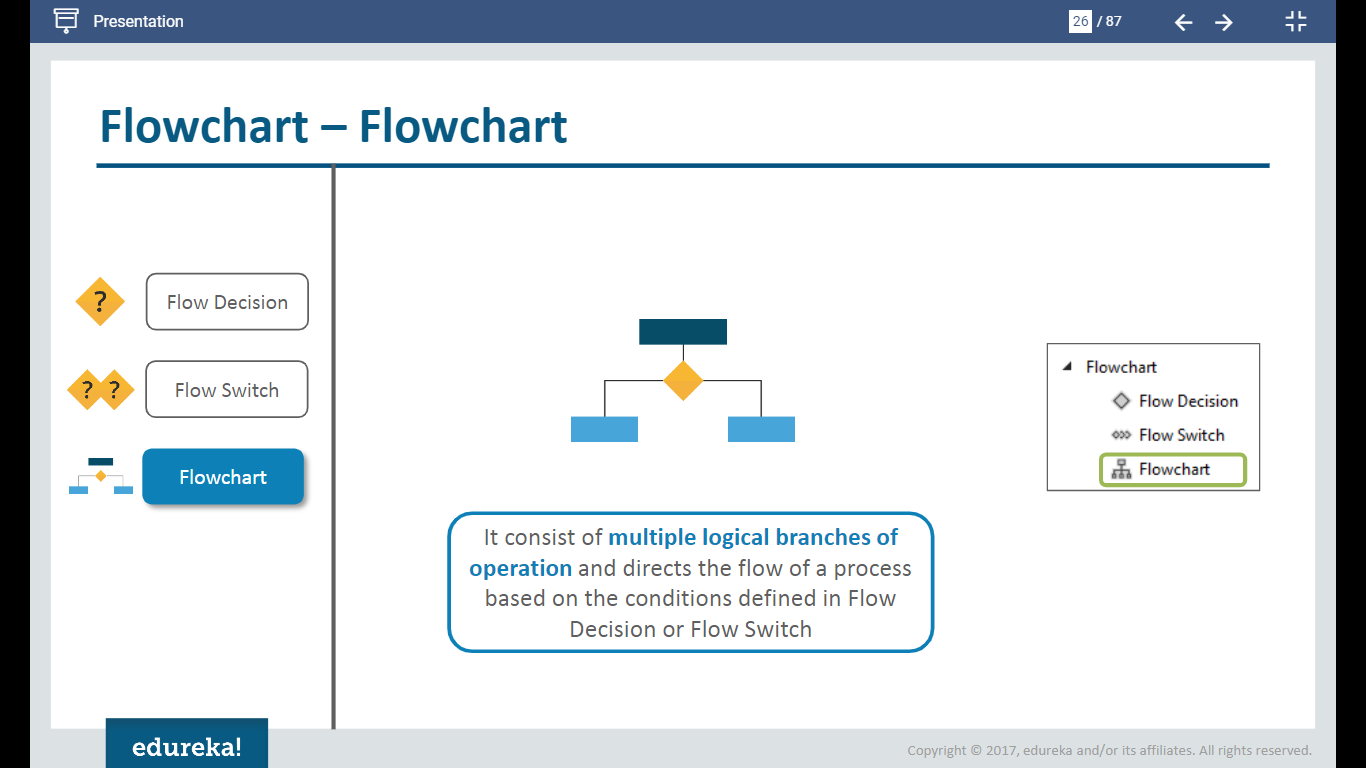 Presentation
26 / 87
Flowchart – Flowchart
?
Flow Decision
? ?
Flow Switch
Flowchart
It consist of multiple logical branches of
operation and directs the flow of a process
based on the conditions defined in Flow
Decision or Flow Switch
Flowchart
Flow Decision
Flow Switch
Flowchart
edureka!
Copyright © 2017, edureka and/or its affiliates. All rights reserved.